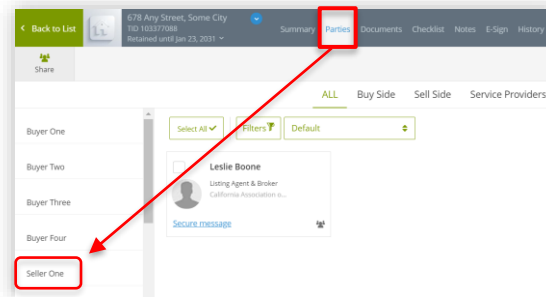 Back to List
678 Any Street, Some City
TID 103377088
Retained until Jan 23, 2031
Summary Parties Documents Checklist Notes E-Sign History
Share
ALL Buy Side Sell Side Service Providers
Select All Filters Default
Buyer One
Buyer Two
Buyer Three
Buyer Four
Seller One
Leslie Boone
Listing Agent & Broker
California Association o...
Secure message